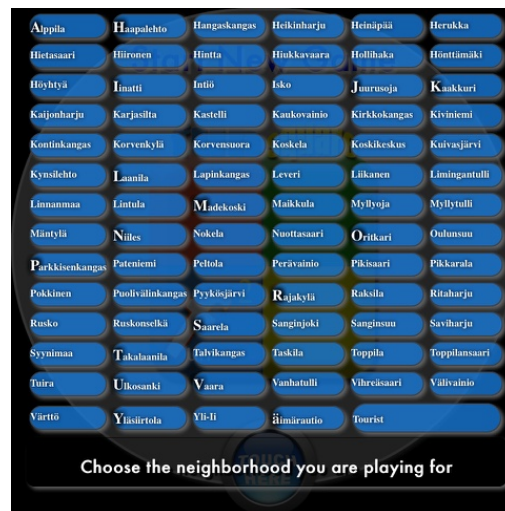 Alppila Haapalehto Hangaskangas Heikinharju Heinäpää Herukka
Hietasaari Hiironen Hintta Hiukkavaara Hollihaka Hönttämäki
Höyhtyä Iinatti Intiö Isko Juurusoja Kaakkuri
Kaijonharju Karjasilta Kastelli Kaukovainio Kirkkokangas Kiviniemi
Kontinkangas Korvenkylä Korvensuora Koskela Koskikeskus Kuivasjärvi
Kynsilehto Laanila Lapinkangas Leveri Liikanen Limingantulli
Linnanmaa Lintula Madekoski Maikkula Myllyoja Myllytulli
Mäntylä Niiles Nokela Nuottasaari Oritkari Oulunsuu
Parkkisenkangas Pateniemi Peltola Perävainio Pikisaari Pikkarala
Pokkinen Puolivälinkangas Pyykösjärvi Rajakylä Raksila Ritaharju
Rusko Ruskonselkä Saarela Sanginjoki Sanginsuu Saviharju
Syynimaa Takalaanila Talvikangas Taskila Toppila Toppilansaari
Tuira Ulkosanki Vaara Vanhatulli Vihreäsaari Välivainio
Värttö Yläsiirtola Yli-Ii äimärautio Tourist
Choose the neighborhood you are playing for
TOUCH
HERE